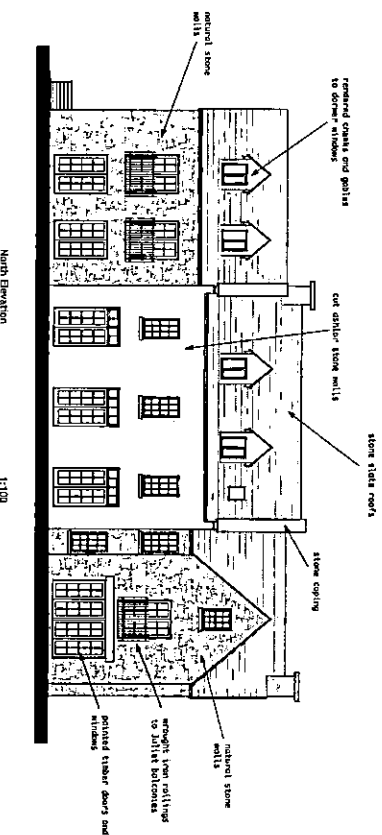 natural stone
walls
rendered cheeks and gables
to dormer windows
cut ashlar stone walls
stone slate roofs
stone coping
natural stone
walls
wrought iron railings
to Juliet balconies
painted timber doors and
windows
North Elevation
1:100